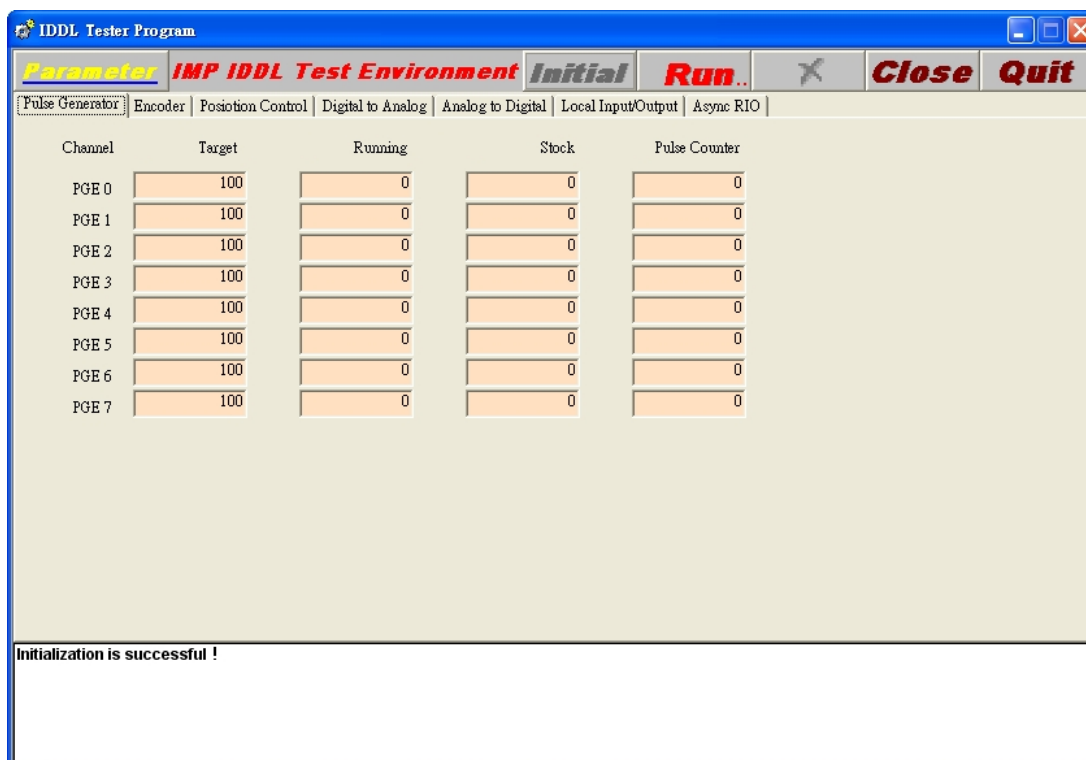 IDDL Tester Program
Parameter IMP IDDL Test Environment Initial Run.. Close Quit
Pulse Generator Encoder Posiotion Control Digital to Analog Analog to Digital Local Input/Output Async RIO
Channel Target Running Stock Pulse Counter
PGE 0 100 0 0 0
PGE 1 100 0 0 0
PGE 2 100 0 0 0
PGE 3 100 0 0 0
PGE 4 100 0 0 0
PGE 5 100 0 0 0
PGE 6 100 0 0 0
PGE 7 100 0 0 0
Initialization is successful !